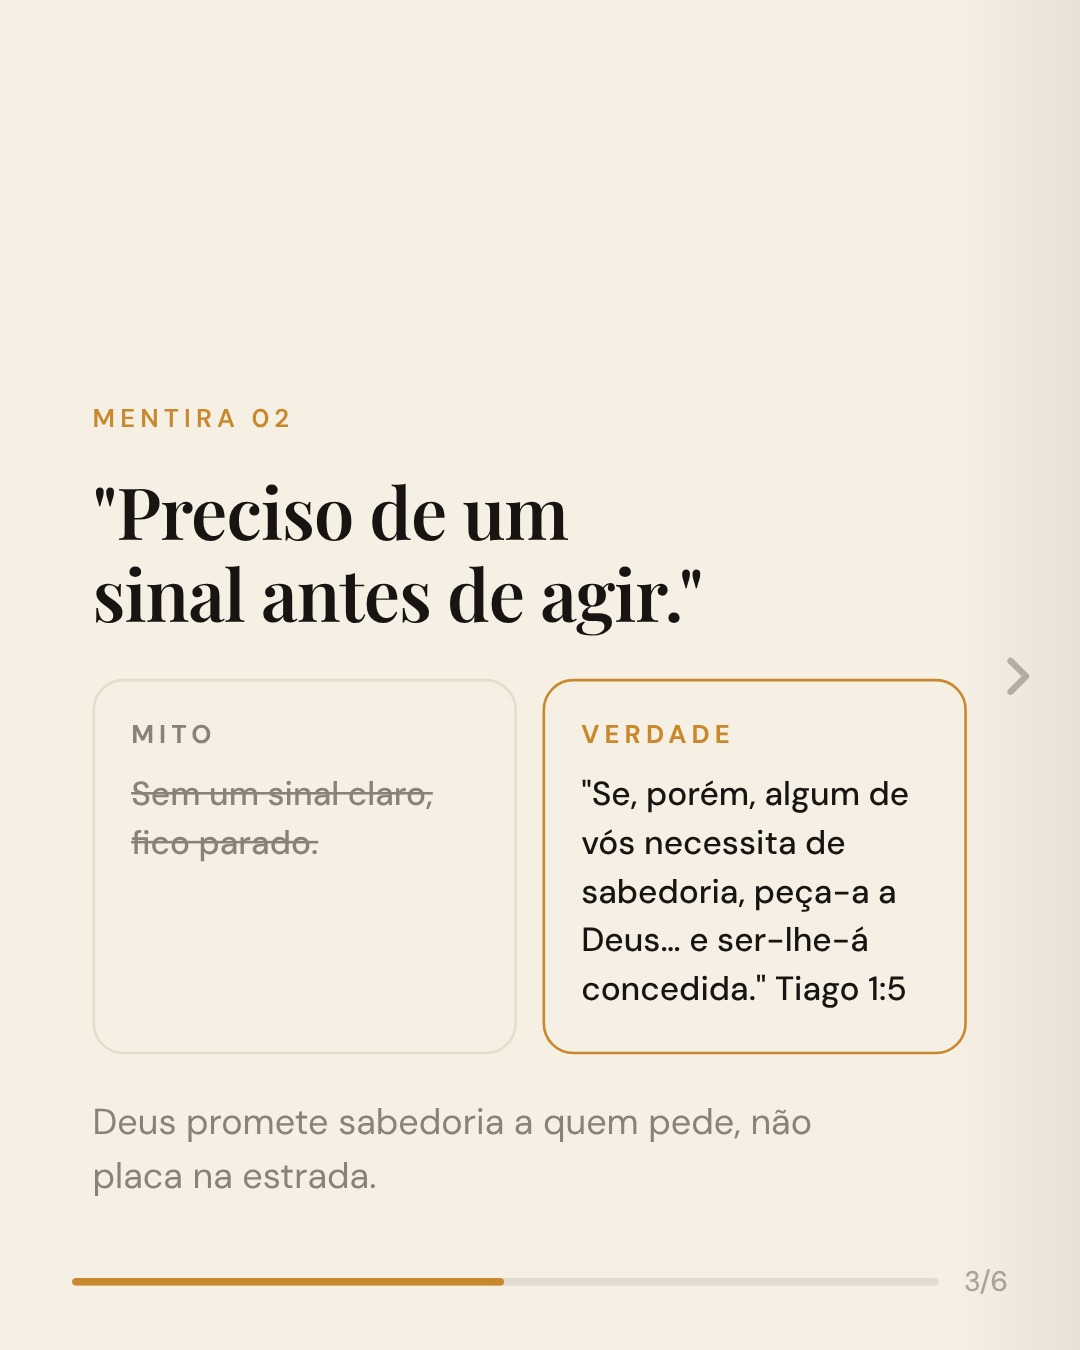 MENTIRA 02
"Preciso de um
sinal antes de agir."
MITO
Sem um sinal claro,
fico parado.
VERDADE
"Se, porém, algum de
vós necessita de
sabedoria, peça-a a
Deus... e ser-lhe-á
concedida." Tiago 1:5
Deus promete sabedoria a quem pede, não
placa na estrada.
3/6